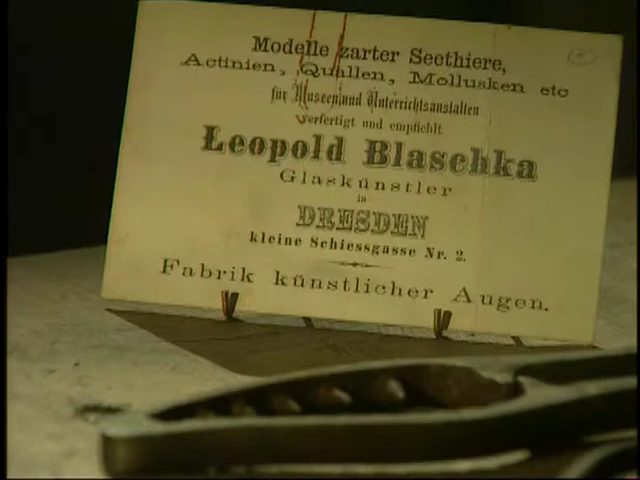 Modelle zarter Seethiere,
Actinien, Quallen, Mollusken etc
für Museen und Unterrichtsanstalten
verfertigt und empfiehlt
Leopold Blaschka
Glaskünstler
in
DRESDEN
kleine Schiessgasse Nr. 2.
Fabrik künstlicher Augen.